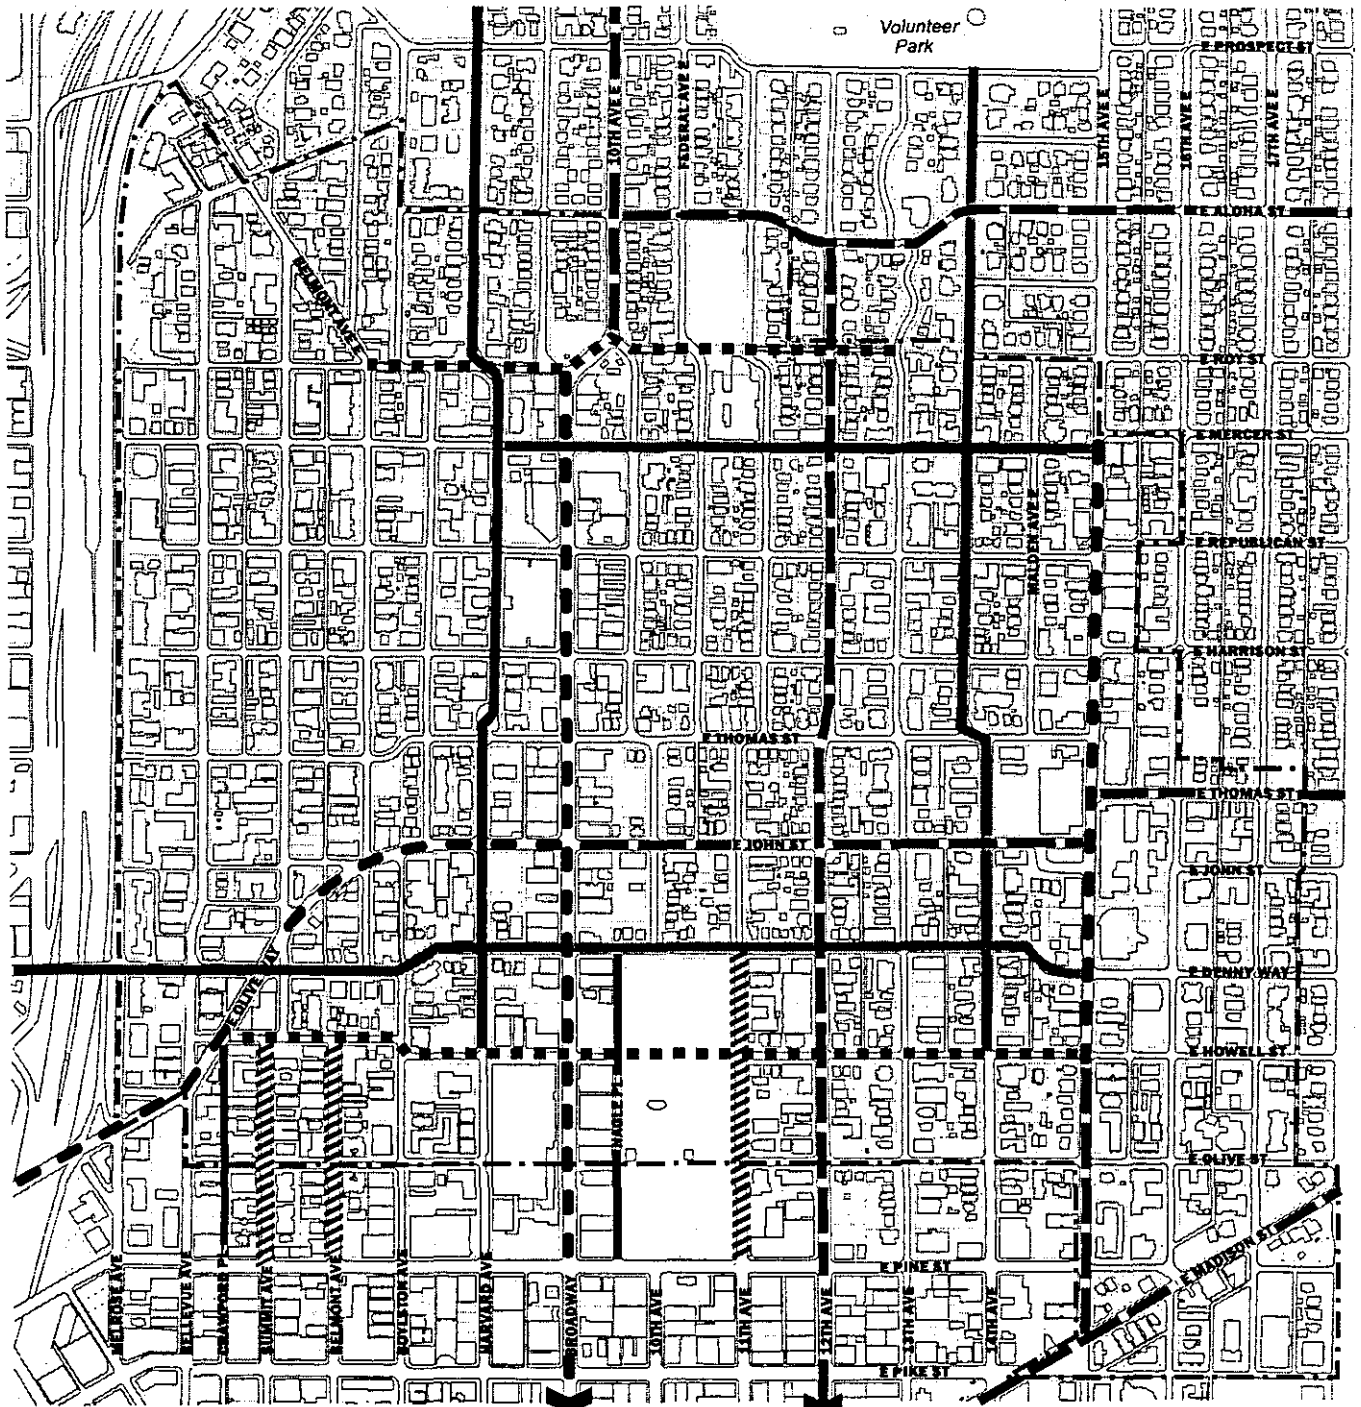 Volunteer
Park
E PROSPECT ST
10TH AVE E
FEDERAL AVE E
15TH AVE E
16TH AVE E
17TH AVE E
E ALOHA ST
BELMONT AVE E
E ROY ST
E MERCER ST
MALDEN AVE E
E REPUBLICAN ST
E HARRISON ST
E THOMAS ST
E THOMAS ST
E JOHN ST
E JOHN ST
E OLIVE WAY
E DENNY WAY
E HOWELL ST
NAGLE PL
E OLIVE ST
E MADISON ST
E PINE ST
MELROSE AVE
BELLEVUE AVE
CRAWFORD PL
SUMMIT AVE
BELMONT AVE
BOYLSTON AVE
HARVARD AVE
BROADWAY
10TH AVE
11TH AVE
12TH AVE
13TH AVE
14TH AVE
E PIKE ST